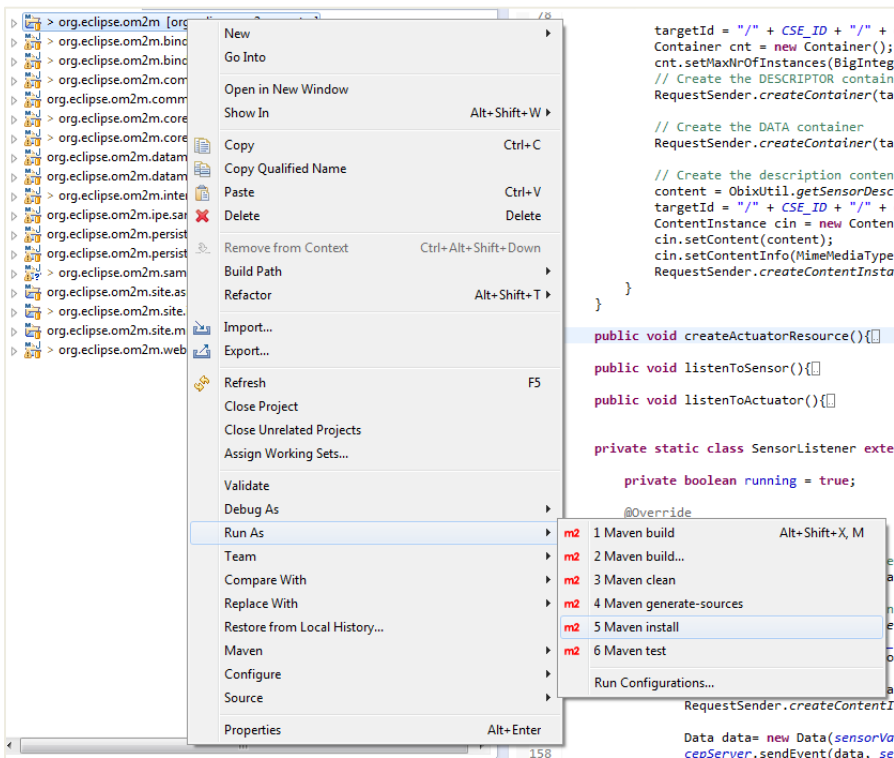 > org.eclipse.om2m
> org.eclipse.om2m.bind
> org.eclipse.om2m.bind
> org.eclipse.om2m.com
org.eclipse.om2m.comm
> org.eclipse.om2m.core
> org.eclipse.om2m.core
org.eclipse.om2m.datam
org.eclipse.om2m.datam
> org.eclipse.om2m.inter
org.eclipse.om2m.ipe.sar
org.eclipse.om2m.persist
org.eclipse.om2m.persist
> org.eclipse.om2m.sam
org.eclipse.om2m.site.as
> org.eclipse.om2m.site.
org.eclipse.om2m.site.m
> org.eclipse.om2m.web
New
Go Into
Open in New Window
Show In Alt+Shift+W
Copy Ctrl+C
Copy Qualified Name
Paste Ctrl+V
Delete Delete
Remove from Context Ctrl+Alt+Shift+Down
Build Path
Refactor Alt+Shift+T
Import...
Export...
Refresh F5
Close Project
Close Unrelated Projects
Assign Working Sets...
Validate
Debug As
Run As
Team
Compare With
Replace With
Restore from Local History...
Maven
Configure
Source
Properties Alt+Enter
m2 1 Maven build Alt+Shift+X, M
m2 2 Maven build...
m2 3 Maven clean
m2 4 Maven generate-sources
m2 5 Maven install
m2 6 Maven test
Run Configurations...
78
targetId = "/" + CSE_ID + "/" +
Container cnt = new Container();
cnt.setMaxNrOfInstances(BigInteg
// Create the DESCRIPTOR contain
RequestSender.createContainer(ta
// Create the DATA container
RequestSender.createContainer(ta
// Create the description conten
content = ObixUtil.getSensorDesc
targetId = "/" + CSE_ID + "/" +
ContentInstance cin = new Conten
cin.setContent(content);
cin.setContentInfo(MimeMediaType
RequestSender.createContentInsta
}
}
public void createActuatorResource(){
public void listenToSensor(){
public void listenToActuator(){
private static class SensorListener exte
private boolean running = true;
@Override
RequestSender.createContentI
Data data= new Data(sensorVa
158 cepServer.sendEvent(data, se